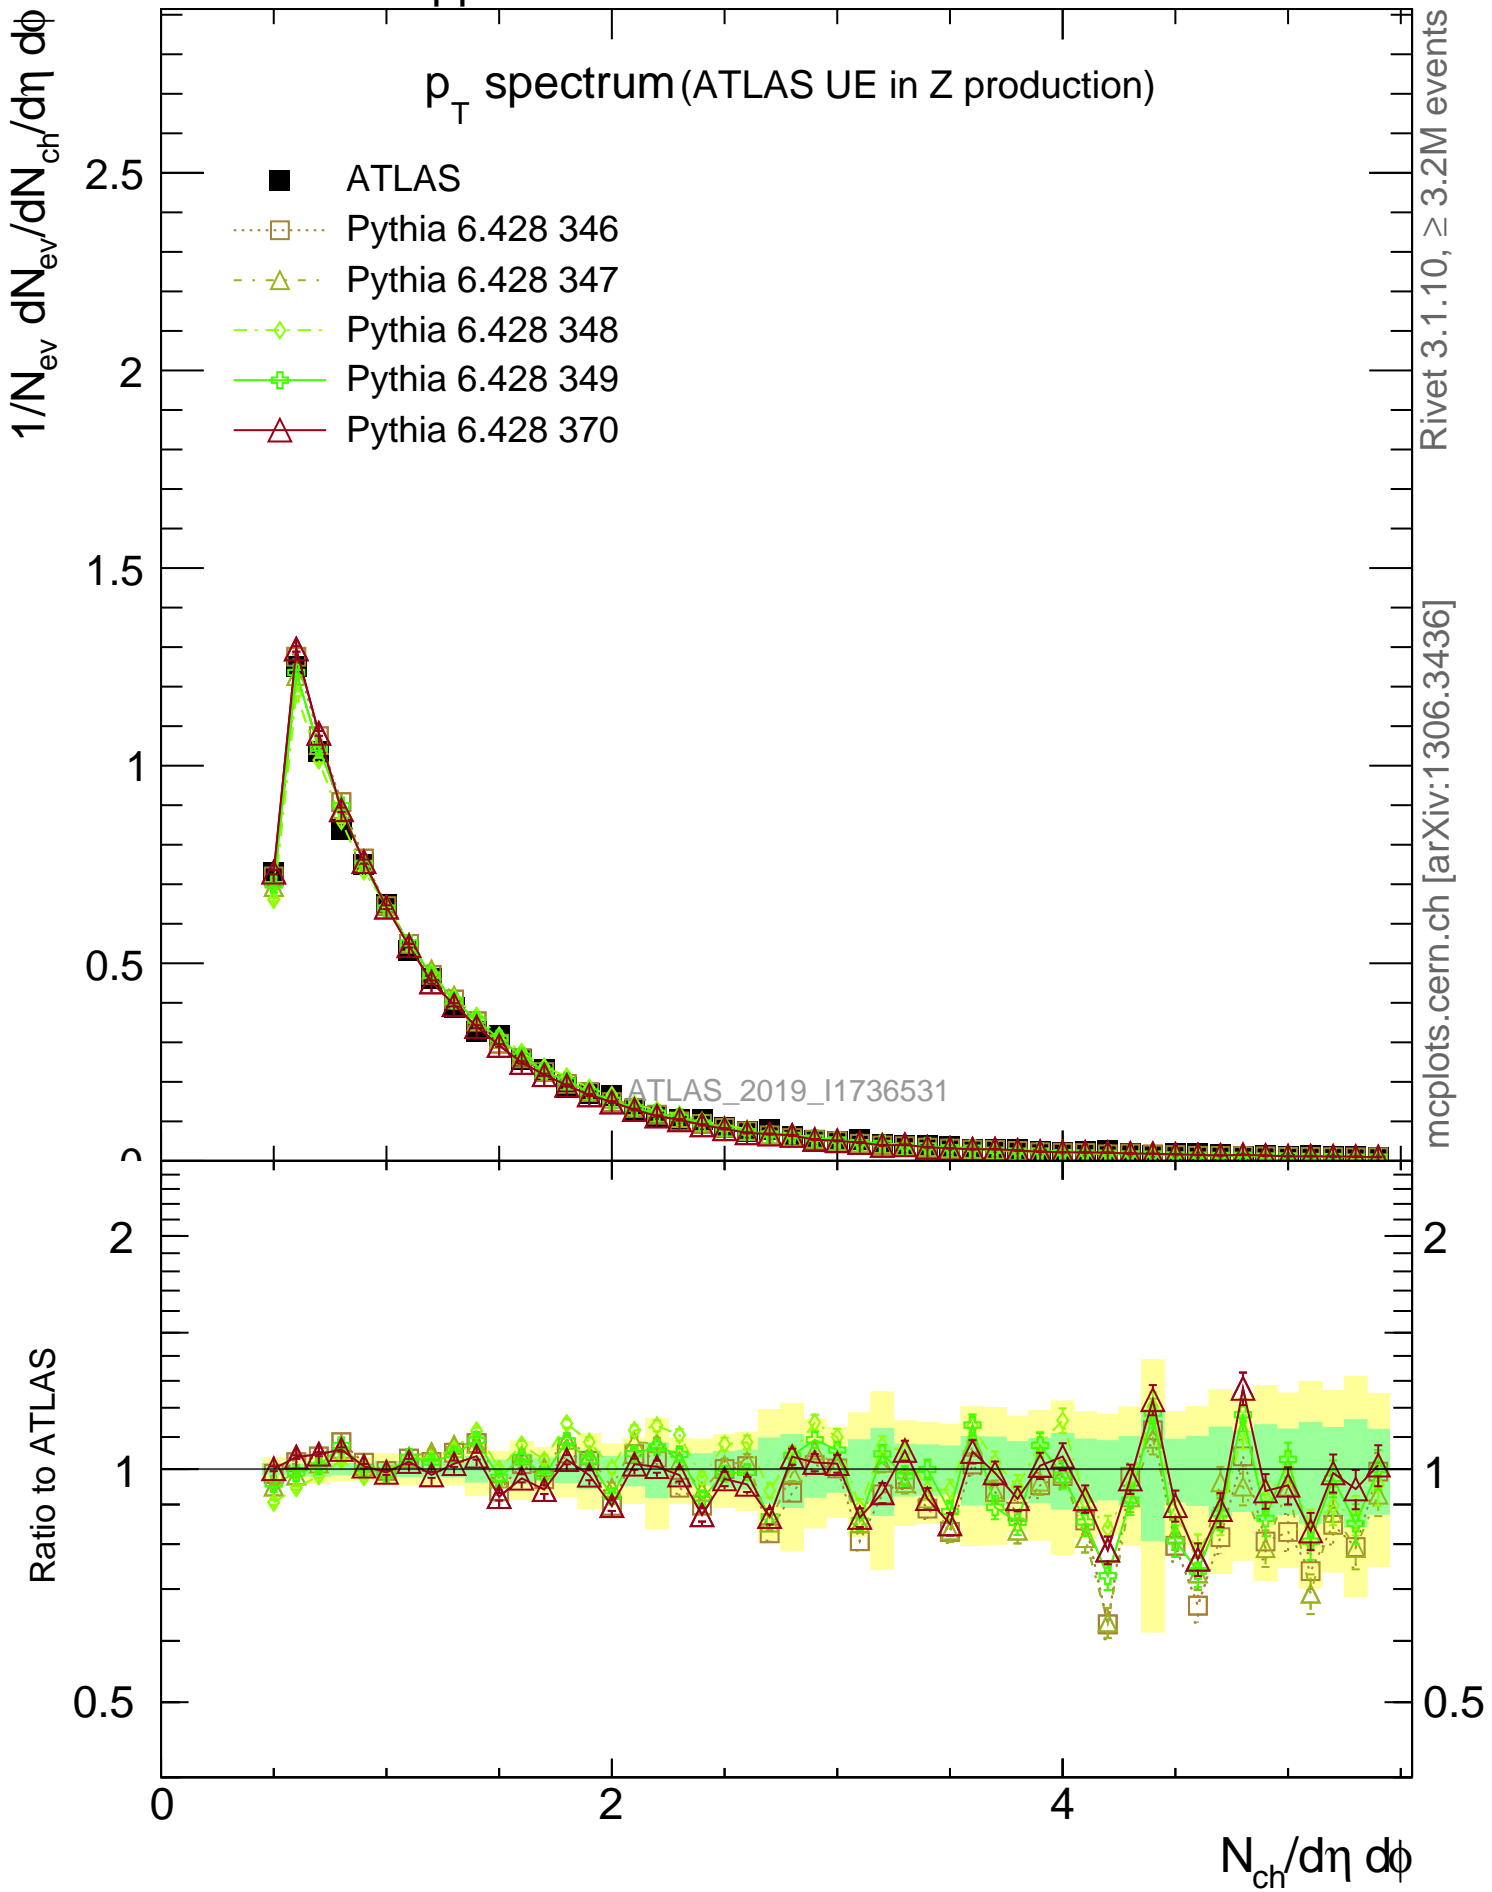 1/N_ev dN_ev/dN_ch/dη dϕ
p_T spectrum (ATLAS UE in Z production)
ATLAS
Pythia 6.428 346
Pythia 6.428 347
Pythia 6.428 348
Pythia 6.428 349
Pythia 6.428 370
2.5
2
1.5
1
0.5
0
ATLAS_2019_I1736531
Rivet 3.1.10, ≥ 3.2M events
mcplots.cern.ch [arXiv:1306.3436]
Ratio to ATLAS
2
1
0.5
2
1
0.5
0
2
4
N_ch/dη dϕ